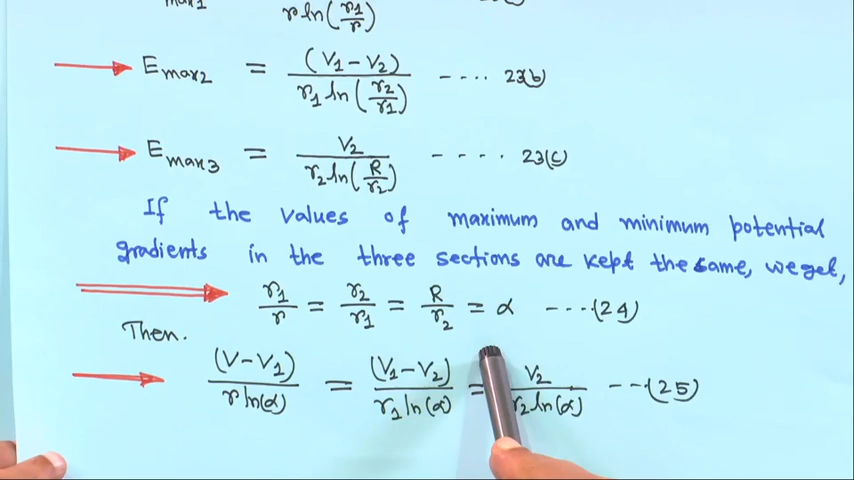 max1 r ln(r1/r)
Emax2 = (V1 - V2) / r1 ln(r2/r1) ---- 23(b)
Emax3 = V2 / r2 ln(R/r2) ----- 23(c)
If the values of maximum and minimum potential
gradients in the three sections are kept the same, we get,
r1/r = r2/r1 = R/r2 = α ----(24)
Then.
(V-V1) / r ln(α) = (V1 - V2) / r1 ln(α) = V2 / r2 ln(α) ---(25)